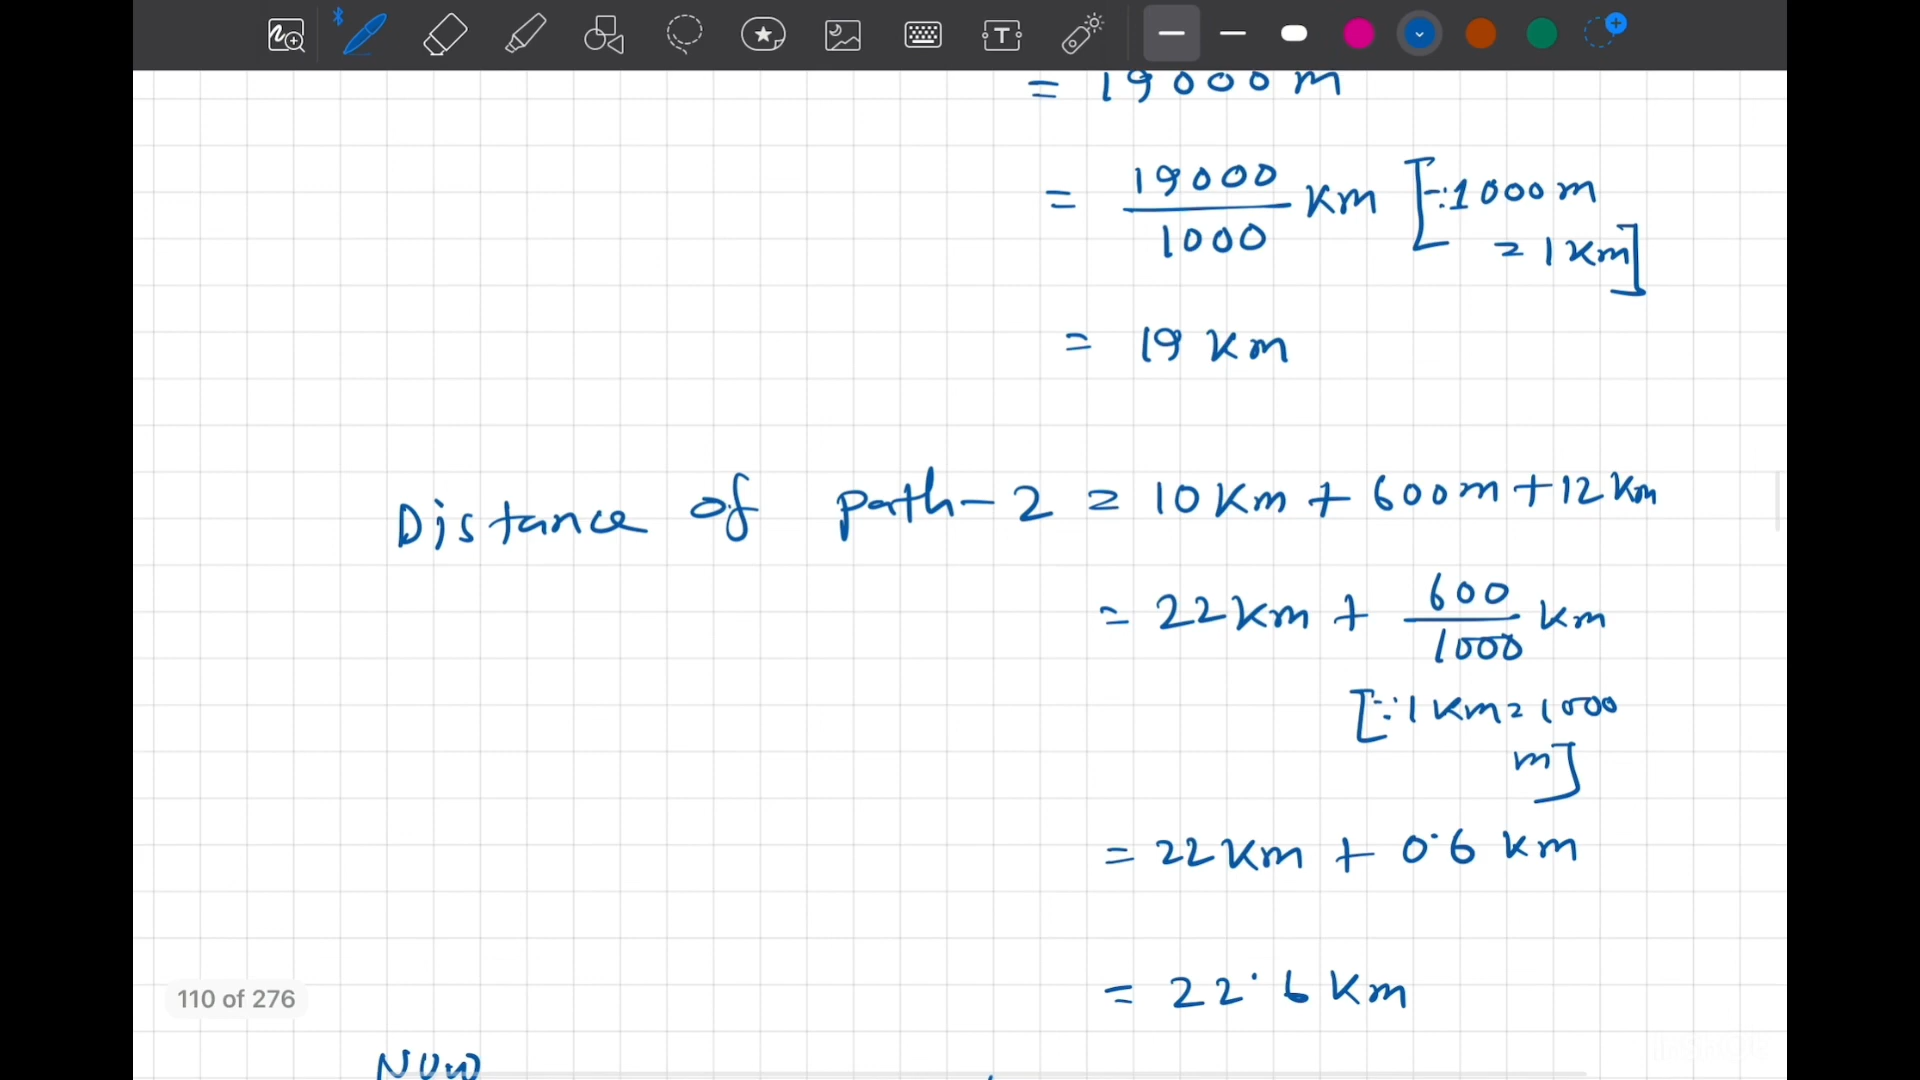 = 19000 m
= 19000/1000 Km [∵1000 m
= 1 Km]
= 19 Km
Distance of path-2 = 10 Km + 600m + 12 Km
= 22 Km + 600/1000 Km
[∵1 Km = 1000
m]
= 22 Km + 0.6 Km
= 22.6 Km
110 of 276
Now